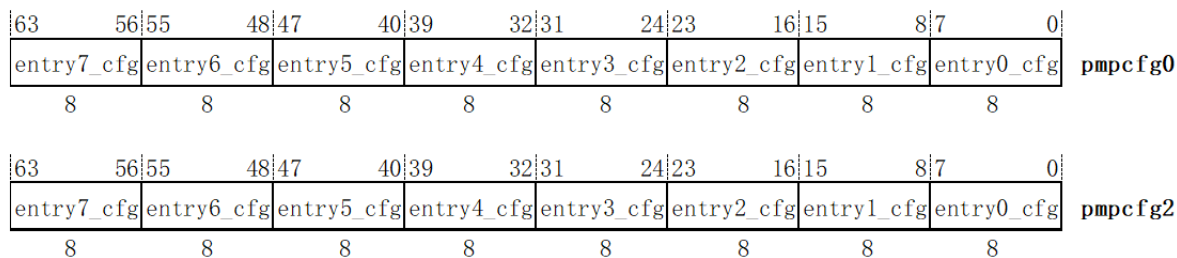 63 56 55 48 47 40 39 32 31 24 23 16 15 8 7 0
entry7_cfg entry6_cfg entry5_cfg entry4_cfg entry3_cfg entry2_cfg entry1_cfg entry0_cfg pmpcfg0
8 8 8 8 8 8 8 8
63 56 55 48 47 40 39 32 31 24 23 16 15 8 7 0
entry7_cfg entry6_cfg entry5_cfg entry4_cfg entry3_cfg entry2_cfg entry1_cfg entry0_cfg pmpcfg2
8 8 8 8 8 8 8 8